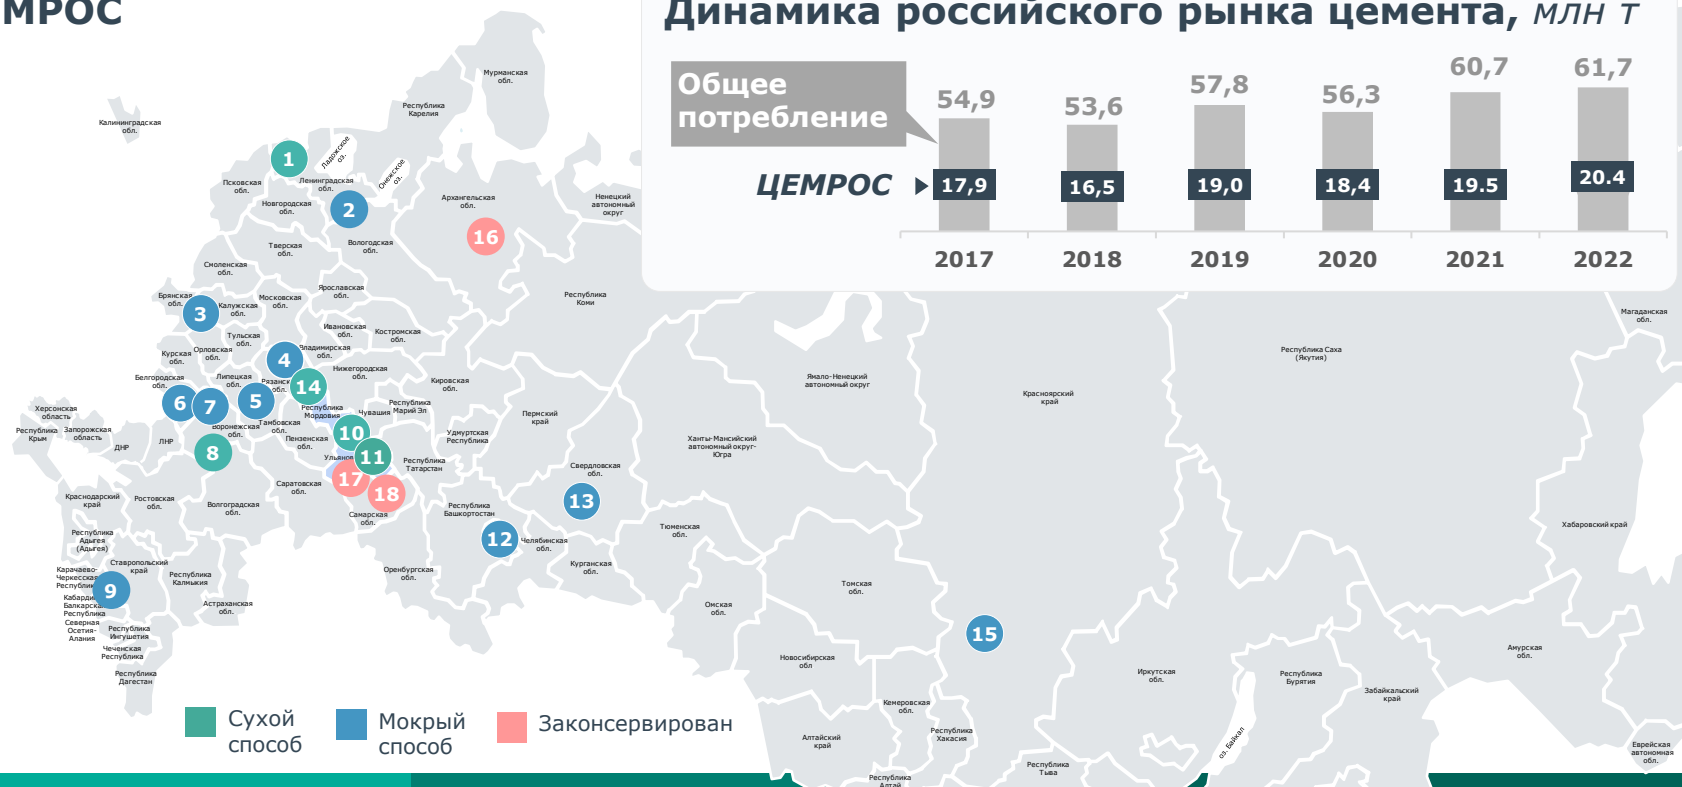 МРОС
Динамика российского рынка цемента, млн т
Общее
потребление
54,9
53,6
57,8
56,3
60,7
61,7
ЦЕМРОС
17,9
16,5
19,0
18,4
19.5
20.4
2017
2018
2019
2020
2021
2022
Мурманская
обл.
Республика
Карелия
Калининградская
обл.
1
Ладожское
оз.
Онежское
оз.
Псковская
обл.
Ленинградская
обл.
Новгородская
обл.
2
Архангельская
обл.
Ненецкий
автономный
округ
16
Тверская
обл.
Вологодская
обл.
Смоленская
обл.
Брянская
обл.
3
Калужская
обл.
Московская
обл.
Ярославская
обл.
Республика
Коми
Магаданская
обл.
Тульская
обл.
Ивановская
обл.
Костромская
обл.
Курская
обл.
Орловская
обл.
4
Владимирская
обл.
Нижегородская
обл.
Республика Саха
(Якутия)
Белгородская
обл.
Липецкая
обл.
Рязанск
обл.
14
Кировская
обл.
Ямало-Ненецкий
автономный округ
Красноярский
край
6
7
5
Херсонская
область
Республика
Крым
Запорожская
область
ДНР
ЛНР
Воронежская
обл.
Тамбовская
обл.
Республика
Мордовия
Чувашия
Республика
Марий Эл
Пермский
край
8
Пензенская
обл.
10
11
Ульянов
17
18
Удмуртская
Республика
Республика
Татарстан
Ханты-Мансийский
автономный округ-
Югра
Свердловская
обл.
13
Краснодарский
край
Ростовская
обл.
Волгоградская
обл.
Саратовская
обл.
Самарская
обл.
Республика
Башкортостан
12
Челябинская
обл.
Тюменская
обл.
Хабаровский край
Республика
Адыгея
(Адыгея)
Карачаево-
Черкесская
Республик
Ставропольский
край
Республика
Калмыкия
Оренбургская
обл.
Курганская
обл.
Томская
обл.
9
Кабарди
Балкарска
Республика
Астраханская
обл.
Омская
обл.
Северная
Осетия-
Алания
Республика
Ингушетия
Чеченская
Республика
Республика
Дагестан
15
Новосибирская
обл
Иркутская
обл.
Республика
Бурятия
Забайкальский
край
Амурская
обл.
Кемеровская
обл.
Алтайский
край
Республика
Хакасия
Республика
Алтай
Республика
Тыва
оз. Байкал
Еврейская
автономная
обл.
Сухой
способ
Мокрый
способ
Законсервирован